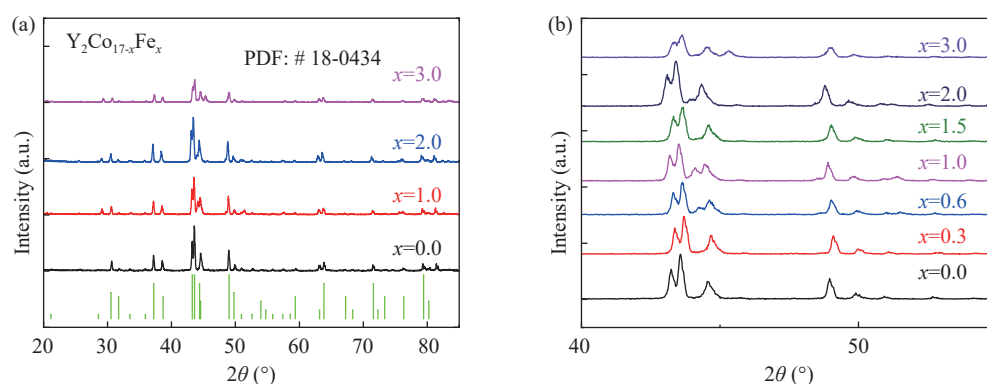 (a)
Y₂Co₁₇₋ₓFeₓ
PDF: # 18-0434
x=3.0
x=2.0
x=1.0
x=0.0
Intensity (a.u.)
20 30 40 50 60 70 80
2θ (°)
(b)
x=3.0
x=2.0
x=1.5
x=1.0
x=0.6
x=0.3
x=0.0
Intensity (a.u.)
40 50
2θ (°)